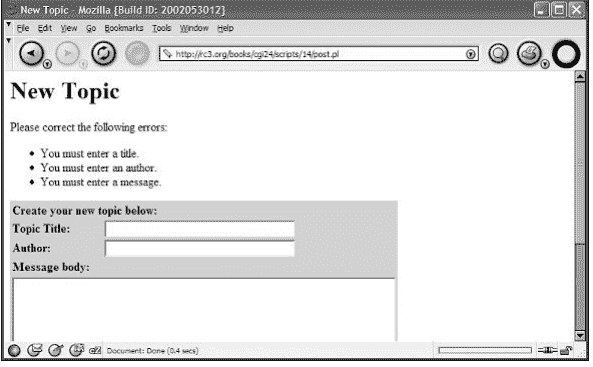 New Topic - Mozilla {Build ID: 2002053012}
File Edit View Go Bookmarks Tools Window Help
http://rc3.org/books/cgi24/scripts/14/post.pl
New Topic
Please correct the following errors:
• You must enter a title.
• You must enter an author.
• You must enter a message.
Create your new topic below:
Topic Title:
Author:
Message body:
Document: Done (0.4 secs)